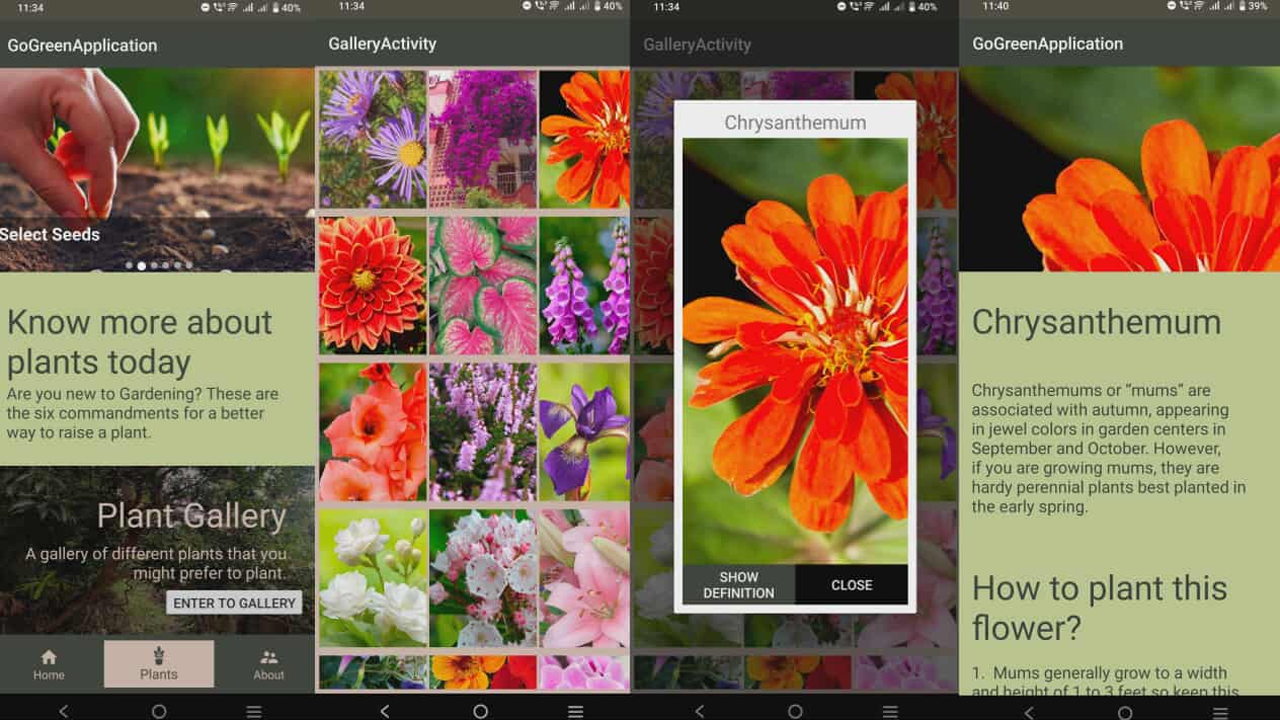 11:34
40%
GoGreenApplication
Select Seeds
Know more about
plants today
Are you new to Gardening? These are
the six commandments for a better
way to raise a plant.
Plant Gallery
A gallery of different plants that you
might prefer to plant.
ENTER TO GALLERY
Home
Plants
About
11:34
40%
GalleryActivity
11:34
40%
GalleryActivity
Chrysanthemum
SHOW
DEFINITION
CLOSE
11:40
39%
GoGreenApplication
Chrysanthemum
Chrysanthemums or “mums” are
associated with autumn, appearing
in jewel colors in garden centers in
September and October. However,
if you are growing mums, they are
hardy perennial plants best planted in
the early spring.
How to plant this
flower?
1. Mums generally grow to a width
and height of 1 to 3 feet so keep this